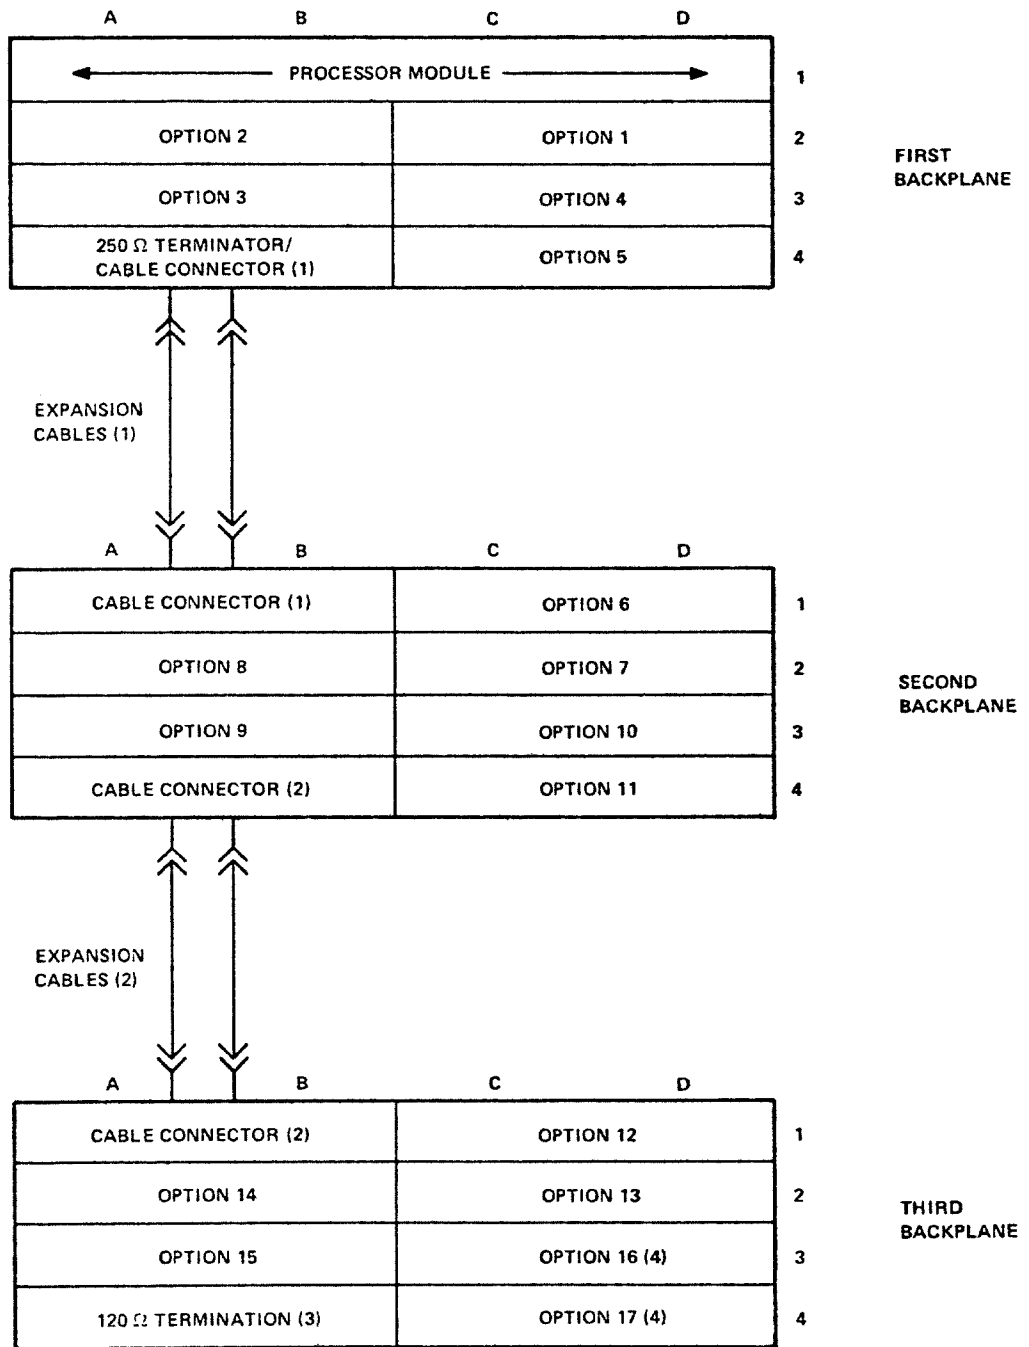 A B C D
PROCESSOR MODULE 1
OPTION 2 OPTION 1 2
FIRST
BACKPLANE
OPTION 3 OPTION 4 3
250 Ω TERMINATOR/
CABLE CONNECTOR (1)
OPTION 5 4
EXPANSION
CABLES (1)
A B C D
CABLE CONNECTOR (1) OPTION 6 1
OPTION 8 OPTION 7 2
SECOND
BACKPLANE
OPTION 9 OPTION 10 3
CABLE CONNECTOR (2) OPTION 11 4
EXPANSION
CABLES (2)
A B C D
CABLE CONNECTOR (2) OPTION 12 1
OPTION 14 OPTION 13 2
THIRD
BACKPLANE
OPTION 15 OPTION 16 (4) 3
120 Ω TERMINATION (3) OPTION 17 (4) 4